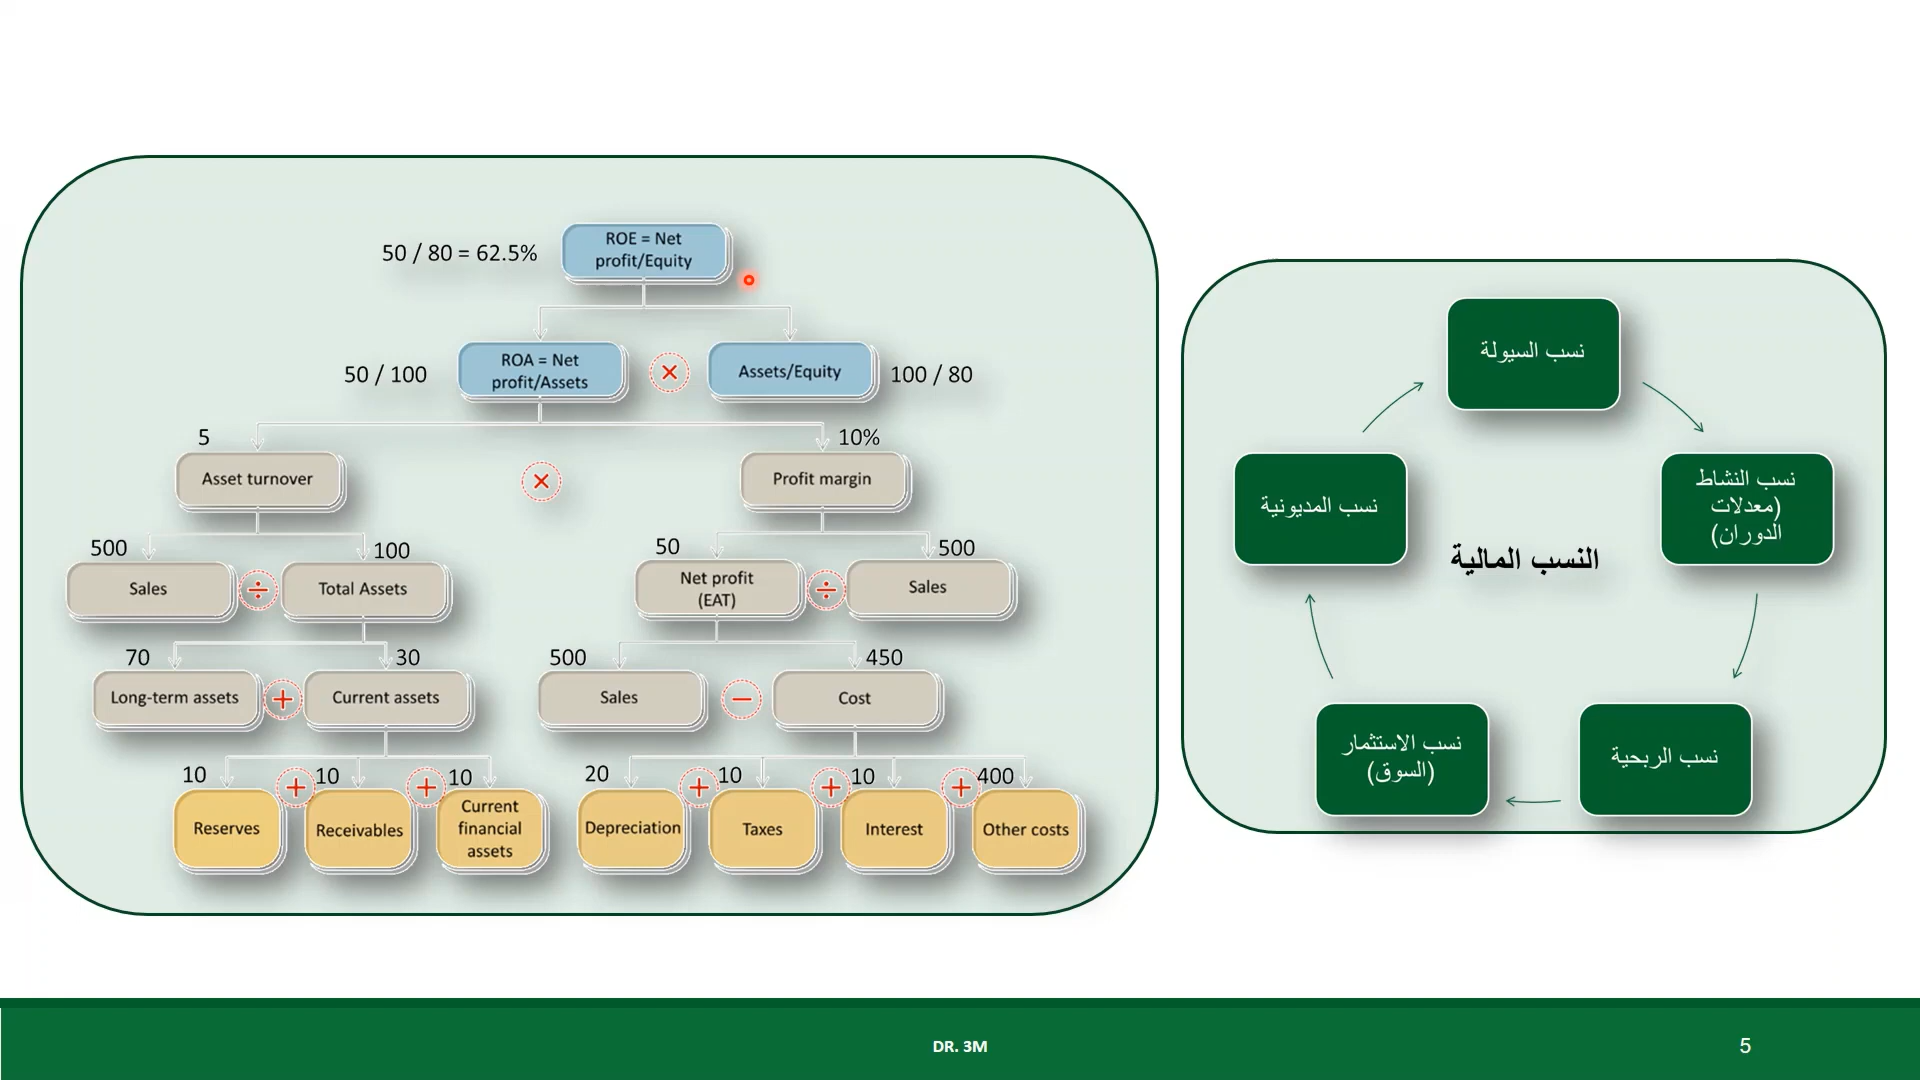 50 / 80 = 62.5%
ROE = Net
profit/Equity
50 / 100
ROA = Net
profit/Assets
Assets/Equity
100 / 80
5
10%
Asset turnover
Profit margin
500
100
50
500
Sales
Total Assets
Net profit
(EAT)
Sales
70
30
500
450
Long-term assets
Current assets
Sales
Cost
10
10
10
20
10
10
400
Reserves
Receivables
Current
financial
assets
Depreciation
Taxes
Interest
Other costs
نسب السيولة
نسب النشاط
(معدلات
الدوران)
نسب الربحية
نسب الاستثمار
(السوق)
نسب المديونية
النسب المالية
DR. 3M
5